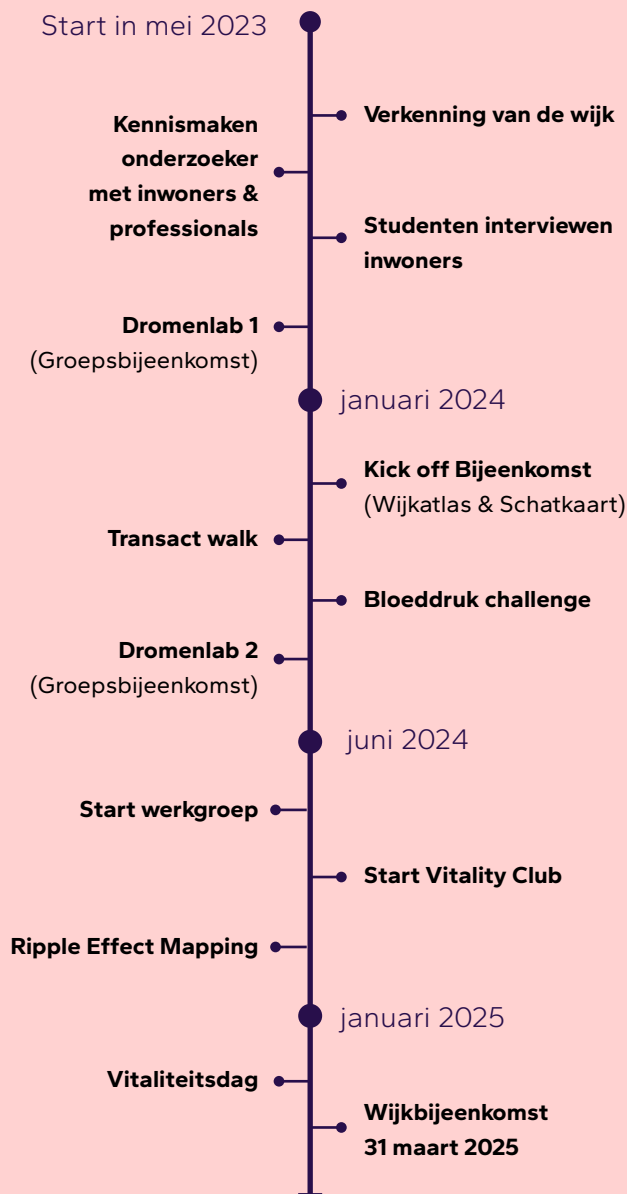 Start in mei 2023
Verkenning van de wijk
Kennismaken
onderzoeker
met inwoners &
professionals
Studenten interviewen
inwoners
Dromenlab 1
(Groepsbijeenkomst)
januari 2024
Kick off Bijeenkomst
(Wijkatlas & Schatkaart)
Transact walk
Bloeddruk challenge
Dromenlab 2
(Groepsbijeenkomst)
juni 2024
Start werkgroep
Start Vitality Club
Ripple Effect Mapping
januari 2025
Vitaliteitsdag
Wijkbijeenkomst
31 maart 2025